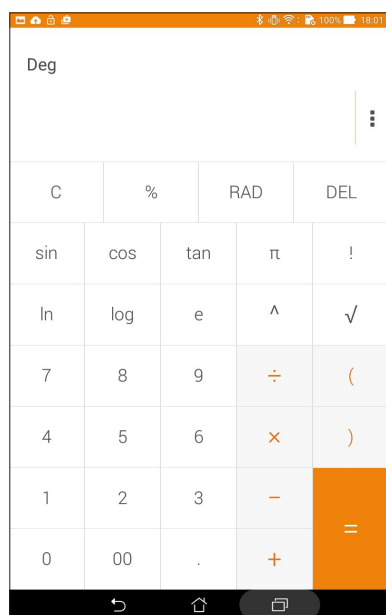 100% 18:01
Deg
C % RAD DEL
sin cos tan π !
ln log e ^ √
7 8 9 ÷ (
4 5 6 × )
1 2 3 −
0 00 . + =